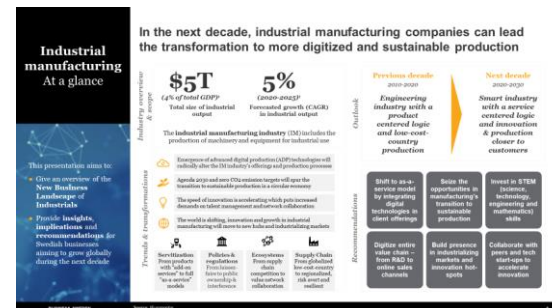 Industrial
manufacturing
At a glance
This presentation aims to:
Give an overview of the
New Business
Landscape of
Industrials
Provide insights,
implications and
recommendations for
Swedish businesses
aiming to grow globally
during the next decade
In the next decade, industrial manufacturing companies can lead
the transformation to more digitized and sustainable production
Industry overview
& scope
$5T
(4% of total GDP)
Total size of industrial
output
5%
(2020-2025)
Forecasted growth (CAGR)
in industrial output
The industrial manufacturing industry (IM) includes the
production of machinery and equipment for industrial use
Trends & transformations
Emergence of advanced digital production (ADP) technologies will
radically alter the IM industry's offerings and production processes
Agenda 2030 and zero CO2 emission targets will spur the
transition to sustainable production in a circular economy
The speed of innovation is accelerating which puts increased
demands on talent management and network collaboration
The world is shifting, innovation and growth in industrial
manufacturing will move to new hubs and industrializing markets
Servitization
From products
with "add on
services" to full
"as-a-service"
models
Policies &
regulations
From laissez-
faire to public
ownership &
interference
Ecosystems
From supply
chain
competition to
value network
collaboration
Supply Chain
From globalized
low-cost country
to regionalized,
risk avert and
resilient
Outlook
Previous decade
2010-2020
Engineering
industry with a
product
centered logic
and low-cost-
country
production
Next decade
2020-2030
Smart industry
with a service
centered logic
and innovation
& production
closer to
customers
Recommendations
Shift to as-a-
service model
by integrating
digital
technologies in
client offerings
Seize the
opportunities in
manufacturing's
transition to
sustainable
production
Invest in STEM
(science,
technology,
engineering and
mathematics)
skills
Digitize entire
value chain –
from R&D to
online sales
channels
Build presence in
industrializing
markets and
innovation hot-
spots
Collaborate with
peers and tech
start-ups to
accelerate
innovation